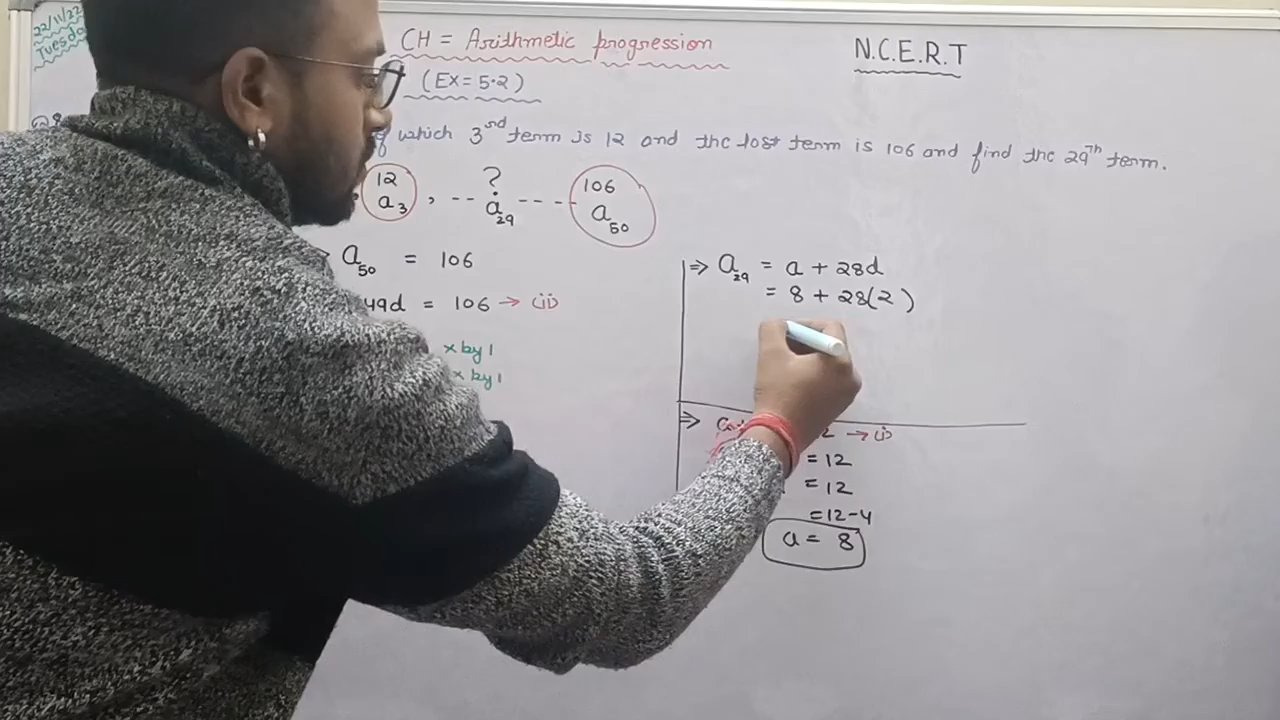 22/11/22
Tuesda
CH = Arithmetic progression
N.C.E.R.T
(EX = 5.2)
which 3rd term is 12 and the last term is 106 and find the 29th term.
12 ? 106
a3 , -- a29 ---- a50
a50 = 106
49d = 106 → (ii)
× by 1
× by 1
⇒ a29 = a + 28d
= 8 + 28(2)
⇒ → (i)
= 12
= 12
= 12-4
a = 8